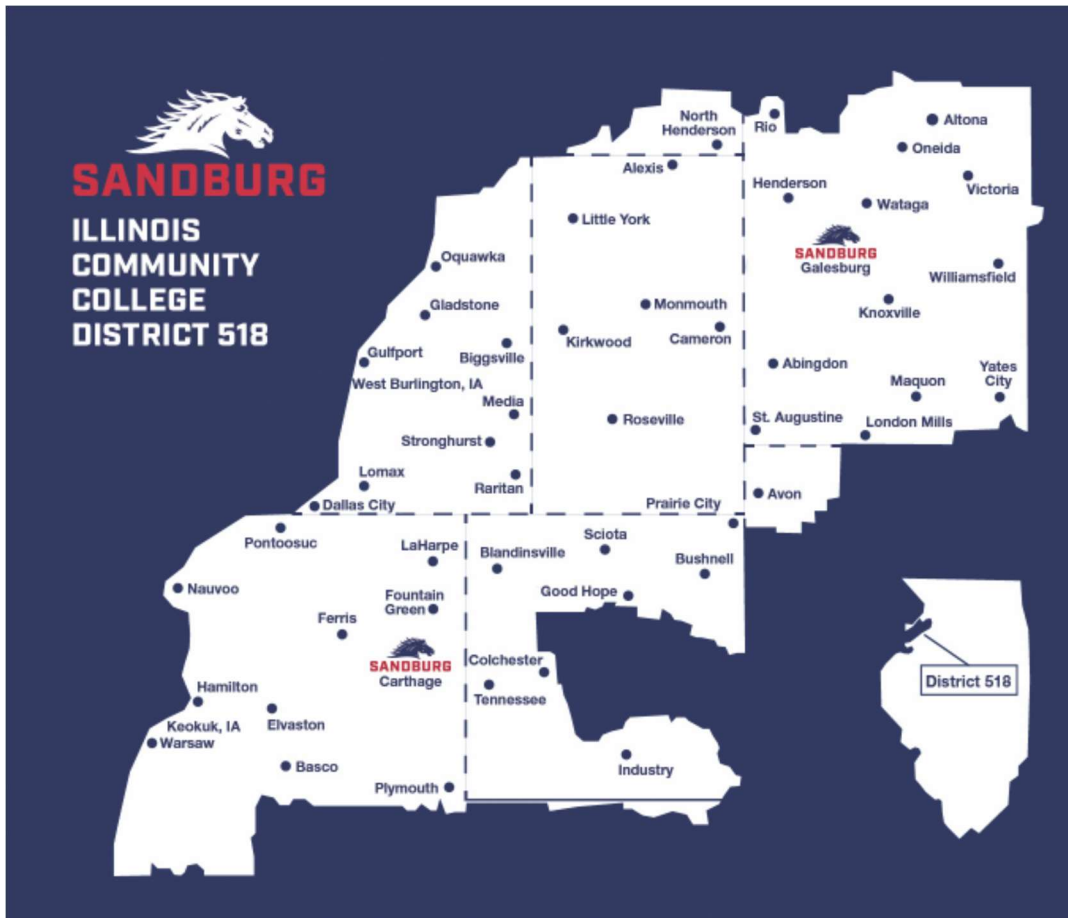 SANDBURG
ILLINOIS
COMMUNITY
COLLEGE
DISTRICT 518
North
Henderson
Rio
Altona
Oneida
Alexis
Henderson
Victoria
Wataga
Little York
SANDBURG
Galesburg
Oquawka
Williamsfield
Gladstone
Monmouth
Knoxville
Kirkwood
Cameron
Gulfport
Biggsville
Abingdon
Yates
City
West Burlington, IA
Maquon
Media
Roseville
St. Augustine
London Mills
Stronghurst
Lomax
Raritan
Avon
Dallas City
Prairie City
Pontoosuc
LaHarpe
Sciota
Blandinsville
Bushnell
Nauvoo
Fountain
Green
Good Hope
Ferris
SANDBURG
Carthage
Colchester
Tennessee
District 518
Hamilton
Keokuk, IA
Elvaston
Warsaw
Basco
Industry
Plymouth